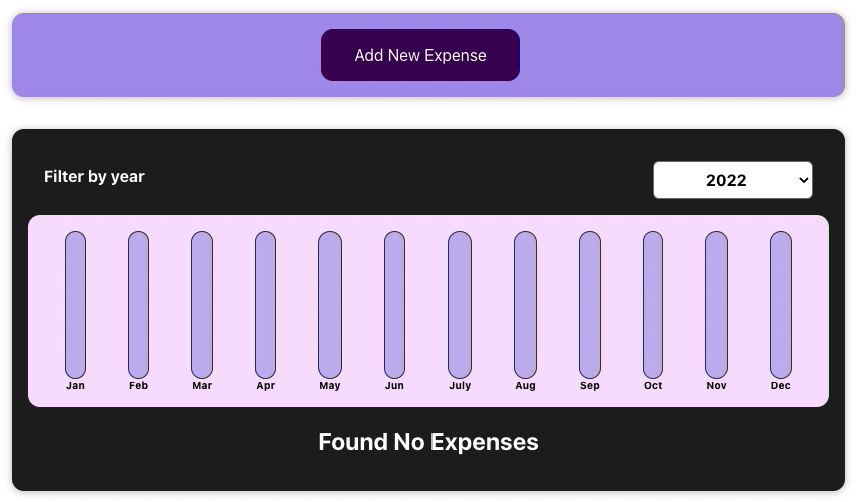 Add New Expense
Filter by year
2022
Jan Feb Mar Apr May Jun July Aug Sep Oct Nov Dec
Found No Expenses